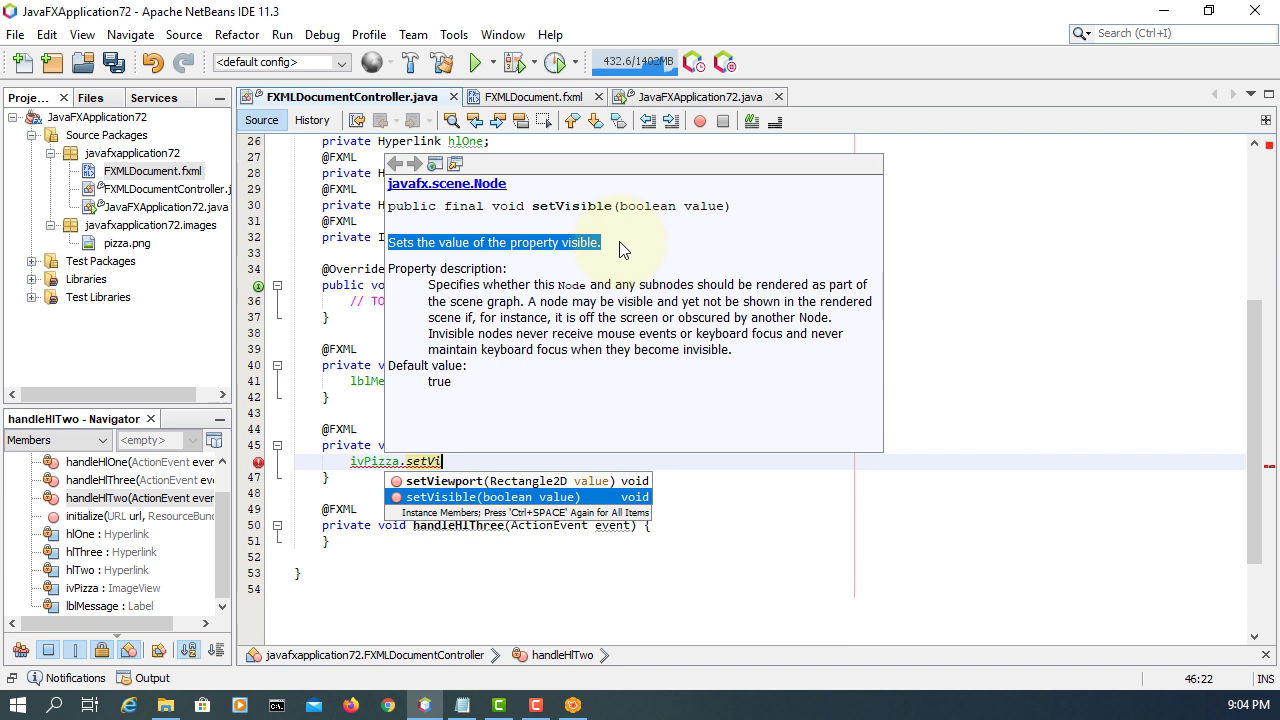 JavaFXApplication72 - Apache NetBeans IDE 11.3
File Edit View Navigate Source Refactor Run Debug Profile Team Tools Window Help
Search (Ctrl+I)
<default config>
432.6/1402MB
Proje...
Files
Services
FXMLDocumentController.java
FXMLDocument.fxml
JavaFXApplication72.java
Source
History
JavaFXApplication72
Source Packages
javafxapplication72
FXMLDocument.fxml
FXMLDocumentController.j
JavaFXApplication72.java
javafxapplication72.images
pizza.png
Test Packages
Libraries
Test Libraries
26 private Hyperlink hlOne;
27 @FXML
28 private H
29 @FXML
30 private H
31 @FXML
32 private I
33
34 @Override
35 public vo
36 // TO
37 }
38
39 @FXML
40 private v
41 lblMe
42 }
43
44 @FXML
45 private v
ivPizza.setVi
47 }
48
49 @FXML
50 private void handleHlThree(ActionEvent event) {
51 }
52
53 }
54
javafx.scene.Node
public final void setVisible(boolean value)
Sets the value of the property visible.
Property description:
Specifies whether this Node and any subnodes should be rendered as part of
the scene graph. A node may be visible and yet not be shown in the rendered
scene if, for instance, it is off the screen or obscured by another Node.
Invisible nodes never receive mouse events or keyboard focus and never
maintain keyboard focus when they become invisible.
Default value:
true
setViewport(Rectangle2D value) void
setVisible(boolean value) void
Instance Members; Press 'Ctrl+SPACE' Again for All Items
handleHlTwo - Navigator
Members
<empty>
handleHlOne(ActionEvent even
handleHlThree(ActionEvent eve
handleHlTwo(ActionEvent even
initialize(URL url, ResourceBund
hlOne : Hyperlink
hlThree : Hyperlink
hlTwo : Hyperlink
ivPizza : ImageView
lblMessage : Label
javafxapplication72.FXMLDocumentController
handleHlTwo
Notifications
Output
46:22
INS
9:04 PM